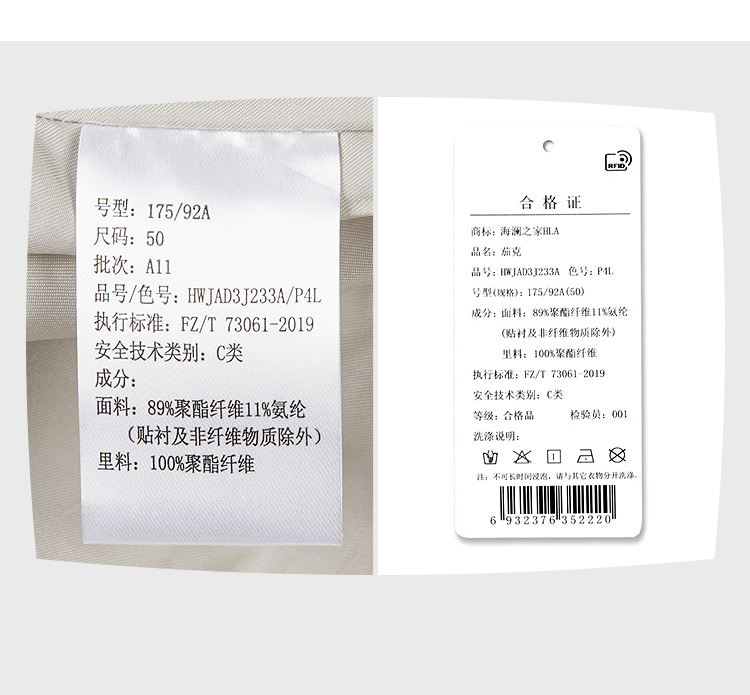 号型：175/92A
尺码：50
批次：A11
品号/色号：HWJAD3J233A/P4L
执行标准：FZ/T 73061-2019
安全技术类别：C类
成分：
面料：89%聚酯纤维11%氨纶
（贴衬及非纤维物质除外）
里料：100%聚酯纤维
RFID
合格证
商标：海澜之家HLA
品名：茄克
品号：HWJAD3J233A 色号：P4L
号型(规格)：175/92A(50)
成分：面料：89%聚酯纤维11%氨纶
(贴衬及非纤维物质除外)
里料：100%聚酯纤维
执行标准：FZ/T 73061-2019
安全技术类别：C类
等级：合格品 检验员：001
洗涤说明：
注：不可长时间浸泡，请与其它衣物分开洗涤。
6 932376 352220